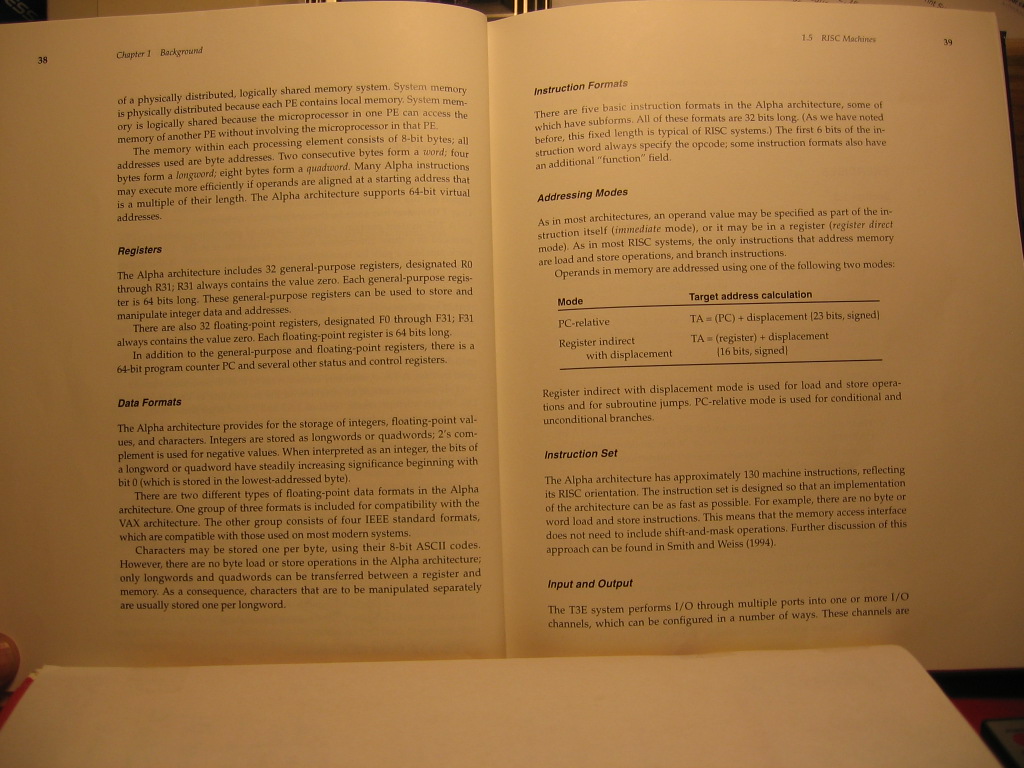 38
Chapter 1 Background
of a physically distributed, logically shared memory system. System memory
is physically distributed because each PE contains local memory. System mem-
ory is logically shared because the microprocessor in one PE can access the
memory of another PE without involving the microprocessor in that PE.
The memory within each processing element consists of 8-bit bytes; all
addresses used are byte addresses. Two consecutive bytes form a word; four
bytes form a longword; eight bytes form a quadword. Many Alpha instructions
may execute more efficiently if operands are aligned at a starting address that
is a multiple of their length. The Alpha architecture supports 64-bit virtual
addresses.
Registers
The Alpha architecture includes 32 general-purpose registers, designated R0
through R31; R31 always contains the value zero. Each general-purpose regis-
ter is 64 bits long. These general-purpose registers can be used to store and
manipulate integer data and addresses.
There are also 32 floating-point registers, designated F0 through F31; F31
always contains the value zero. Each floating-point register is 64 bits long.
In addition to the general-purpose and floating-point registers, there is a
64-bit program counter PC and several other status and control registers.
Data Formats
The Alpha architecture provides for the storage of integers, floating-point val-
ues, and characters. Integers are stored as longwords or quadwords; 2's com-
plement is used for negative values. When interpreted as an integer, the bits of
a longword or quadword have steadily increasing significance beginning with
bit 0 (which is stored in the lowest-addressed byte).
There are two different types of floating-point data formats in the Alpha
architecture. One group of three formats is included for compatibility with the
VAX architecture. The other group consists of four IEEE standard formats,
which are compatible with those used on most modern systems.
Characters may be stored one per byte, using their 8-bit ASCII codes.
However, there are no byte load or store operations in the Alpha architecture;
only longwords and quadwords can be transferred between a register and
memory. As a consequence, characters that are to be manipulated separately
are usually stored one per longword.
1.5 RISC Machines
39
Instruction Formats
There are five basic instruction formats in the Alpha architecture, some of
which have subforms. All of these formats are 32 bits long. (As we have noted
before, this fixed length is typical of RISC systems.) The first 6 bits of the in-
struction word always specify the opcode; some instruction formats also have
an additional "function" field.
Addressing Modes
As in most architectures, an operand value may be specified as part of the in-
struction itself (immediate mode), or it may be in a register (register direct
mode). As in most RISC systems, the only instructions that address memory
are load and store operations, and branch instructions.
Operands in memory are addressed using one of the following two modes:
Mode Target address calculation
PC-relative TA = (PC) + displacement {23 bits, signed}
Register indirect TA = (register) + displacement
with displacement {16 bits, signed}
Register indirect with displacement mode is used for load and store opera-
tions and for subroutine jumps. PC-relative mode is used for conditional and
unconditional branches.
Instruction Set
The Alpha architecture has approximately 130 machine instructions, reflecting
its RISC orientation. The instruction set is designed so that an implementation
of the architecture can be as fast as possible. For example, there are no byte or
word load and store instructions. This means that the memory access interface
does not need to include shift-and-mask operations. Further discussion of this
approach can be found in Smith and Weiss (1994).
Input and Output
The T3E system performs I/O through multiple ports into one or more I/O
channels, which can be configured in a number of ways. These channels are